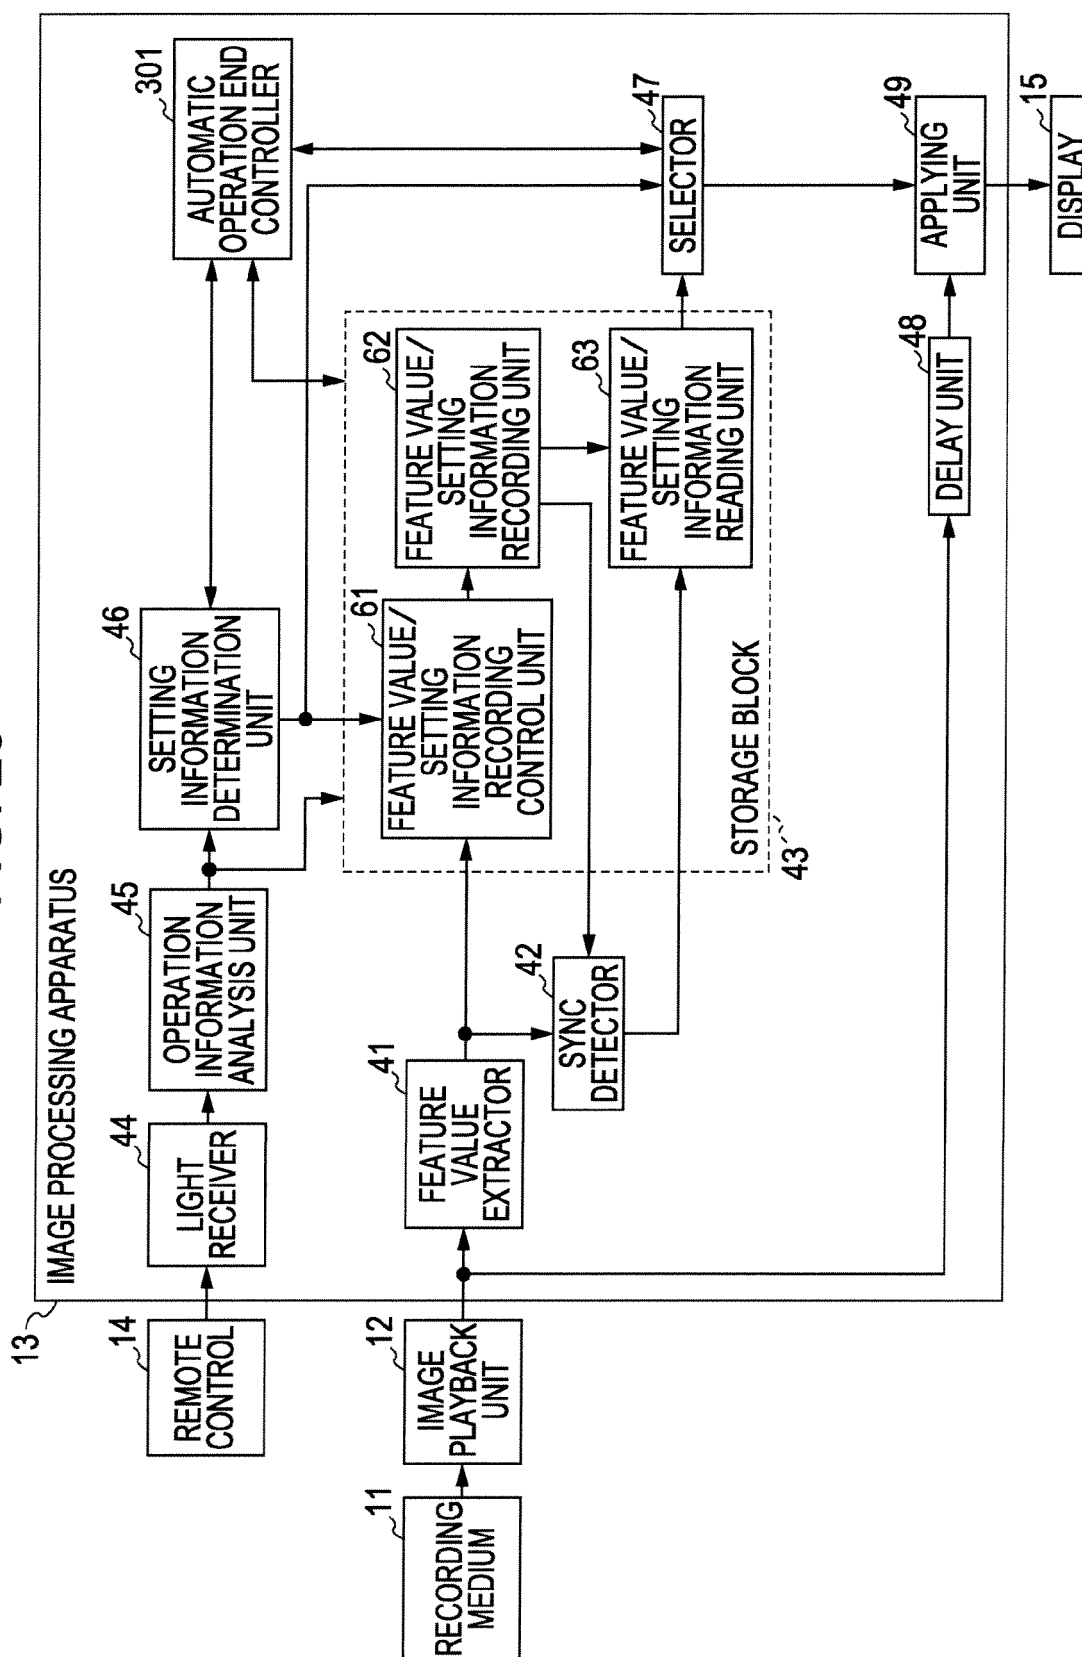 IMAGE PROCESSING APPARATUS
13
REMOTE
CONTROL
14
LIGHT
RECEIVER
44
OPERATION
INFORMATION
ANALYSIS UNIT
45
SETTING
INFORMATION
DETERMINATION
UNIT
46
AUTOMATIC
OPERATION END
CONTROLLER
301
RECORDING
MEDIUM
11
IMAGE
PLAYBACK
UNIT
12
FEATURE
VALUE
EXTRACTOR
41
SYNC
DETECTOR
42
FEATURE VALUE/
SETTING
INFORMATION
RECORDING
CONTROL UNIT
61
FEATURE VALUE/
SETTING
INFORMATION
RECORDING UNIT
62
FEATURE VALUE/
SETTING
INFORMATION
READING UNIT
63
STORAGE BLOCK
43
SELECTOR
47
DELAY UNIT
48
APPLYING
UNIT
49
DISPLAY
15